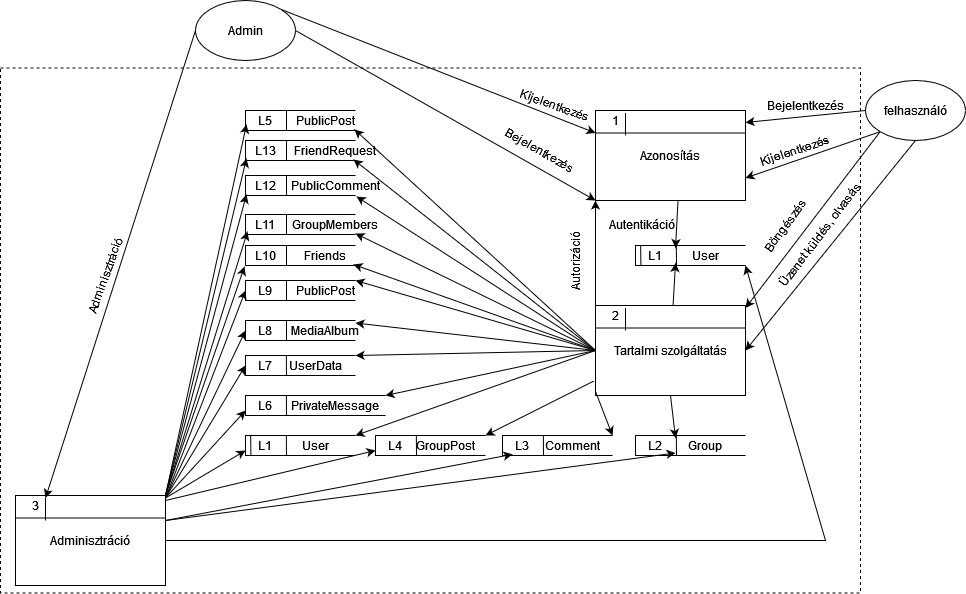 Admin
felhasználó
Kijelentkezés
Bejelentkezés
Bejelentkezés
Kijelentkezés
1
Azonosítás
L5 PublicPost
L13 FriendRequest
L12 PublicComment
L11 GroupMembers
L10 Friends
L9 PublicPost
L8 MediaAlbum
L7 UserData
L6 PrivateMessage
L1 User
L4 GroupPost
L3 Comment
L2 Group
Autentikáció
L1 User
Autorizáció
Böngészés
Üzenet küldés, olvasás
2
Tartalmi szolgáltatás
Adminisztráció
3
Adminisztráció